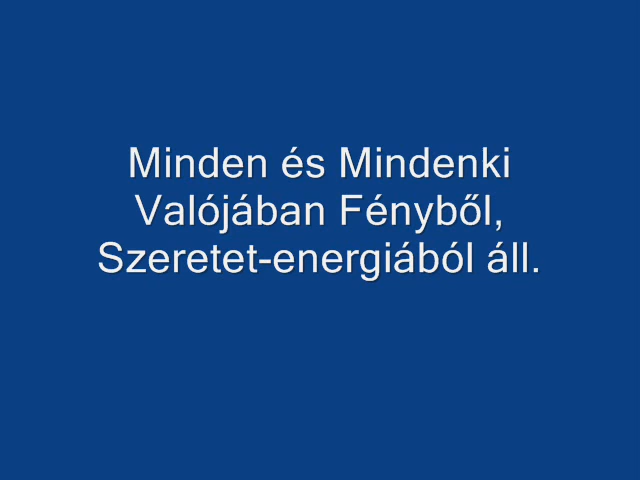 Minden és Mindenki
Valójában Fényből,
Szeretet-energiából áll.